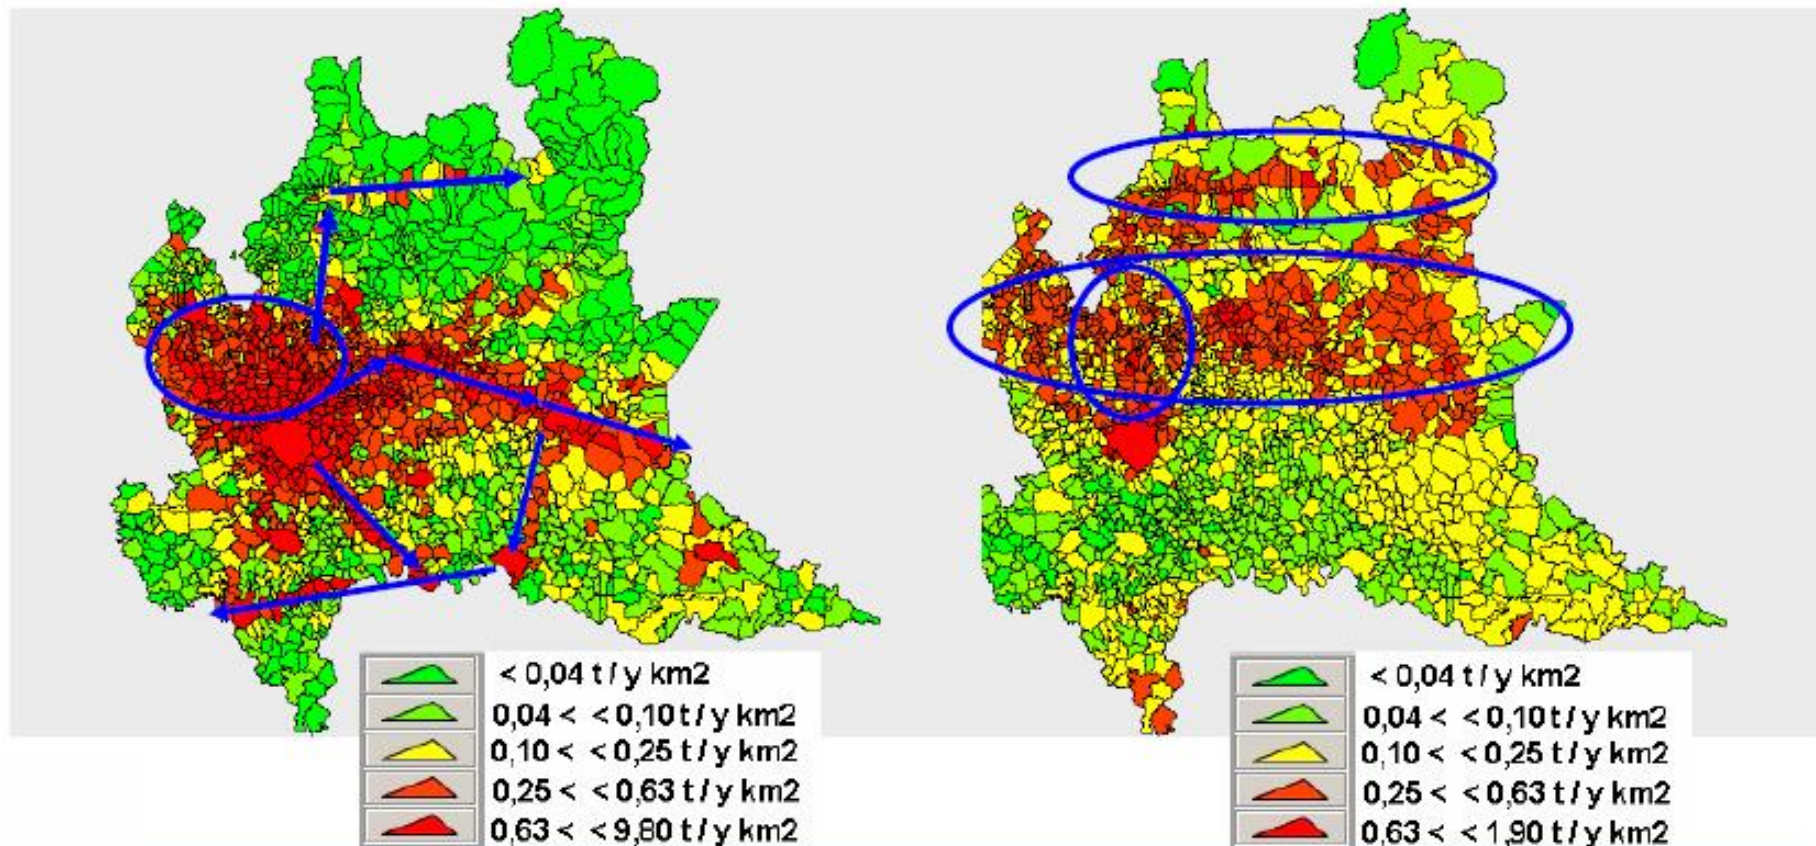 < 0,04 t / y km2
0,04 < < 0,10 t / y km2
0,10 < < 0,25 t / y km2
0,25 < < 0,63 t / y km2
0,63 < < 9,80 t / y km2
< 0,04 t / y km2
0,04 < < 0,10 t / y km2
0,10 < < 0,25 t / y km2
0,25 < < 0,63 t / y km2
0,63 < < 1,90 t / y km2